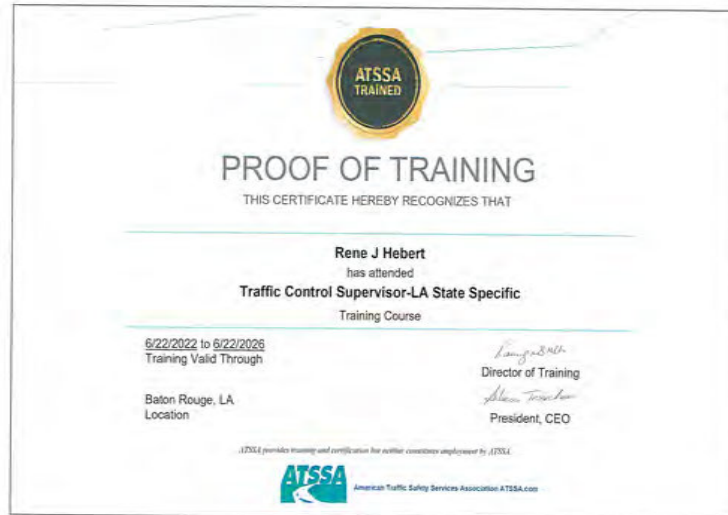 ATSSA
TRAINED
PROOF OF TRAINING
THIS CERTIFICATE HEREBY RECOGNIZES THAT
Rene J Hebert
has attended
Traffic Control Supervisor-LA State Specific
Training Course
6/22/2022 to 6/22/2026
Training Valid Through
Director of Training
Baton Rouge, LA
Location
President, CEO
ATSSA provides training and certification but neither constitutes employment by ATSSA.
ATSSA
American Traffic Safety Services Association ATSSA.com